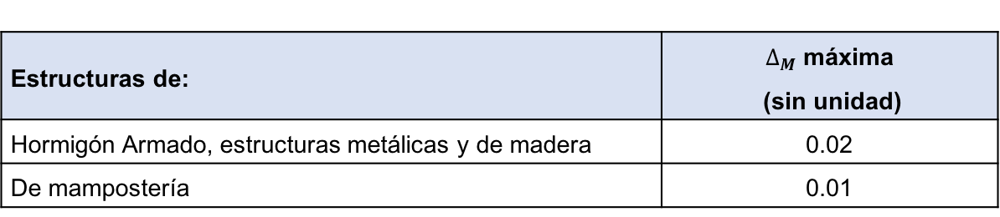 Estructuras de:
Δ_M máxima
(sin unidad)
Hormigón Armado, estructuras metálicas y de madera
0.02
De mampostería
0.01